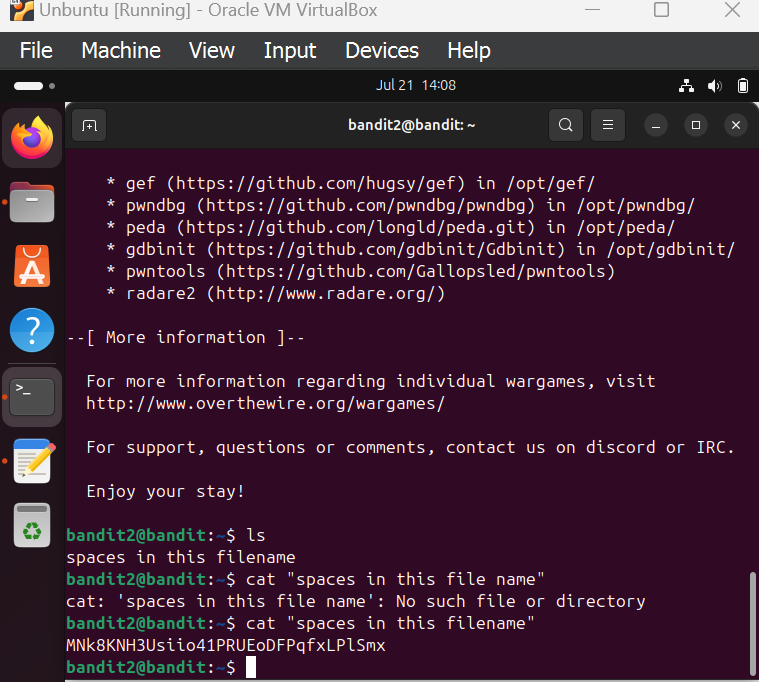 Unbuntu [Running] - Oracle VM VirtualBox
File Machine View Input Devices Help
Jul 21 14:08
bandit2@bandit: ~
* gef (https://github.com/hugsy/gef) in /opt/gef/
* pwndbg (https://github.com/pwndbg/pwndbg) in /opt/pwndbg/
* peda (https://github.com/longld/peda.git) in /opt/peda/
* gdbinit (https://github.com/gdbinit/Gdbinit) in /opt/gdbinit/
* pwntools (https://github.com/Gallopsled/pwntools)
* radare2 (http://www.radare.org/)
--[ More information ]--
For more information regarding individual wargames, visit
http://www.overthewire.org/wargames/
For support, questions or comments, contact us on discord or IRC.
Enjoy your stay!
bandit2@bandit:~$ ls
spaces in this filename
bandit2@bandit:~$ cat "spaces in this file name"
cat: 'spaces in this file name': No such file or directory
bandit2@bandit:~$ cat "spaces in this filename"
MNk8KNH3Usiio41PRUEoDFPqfxLPlSmx
bandit2@bandit:~$